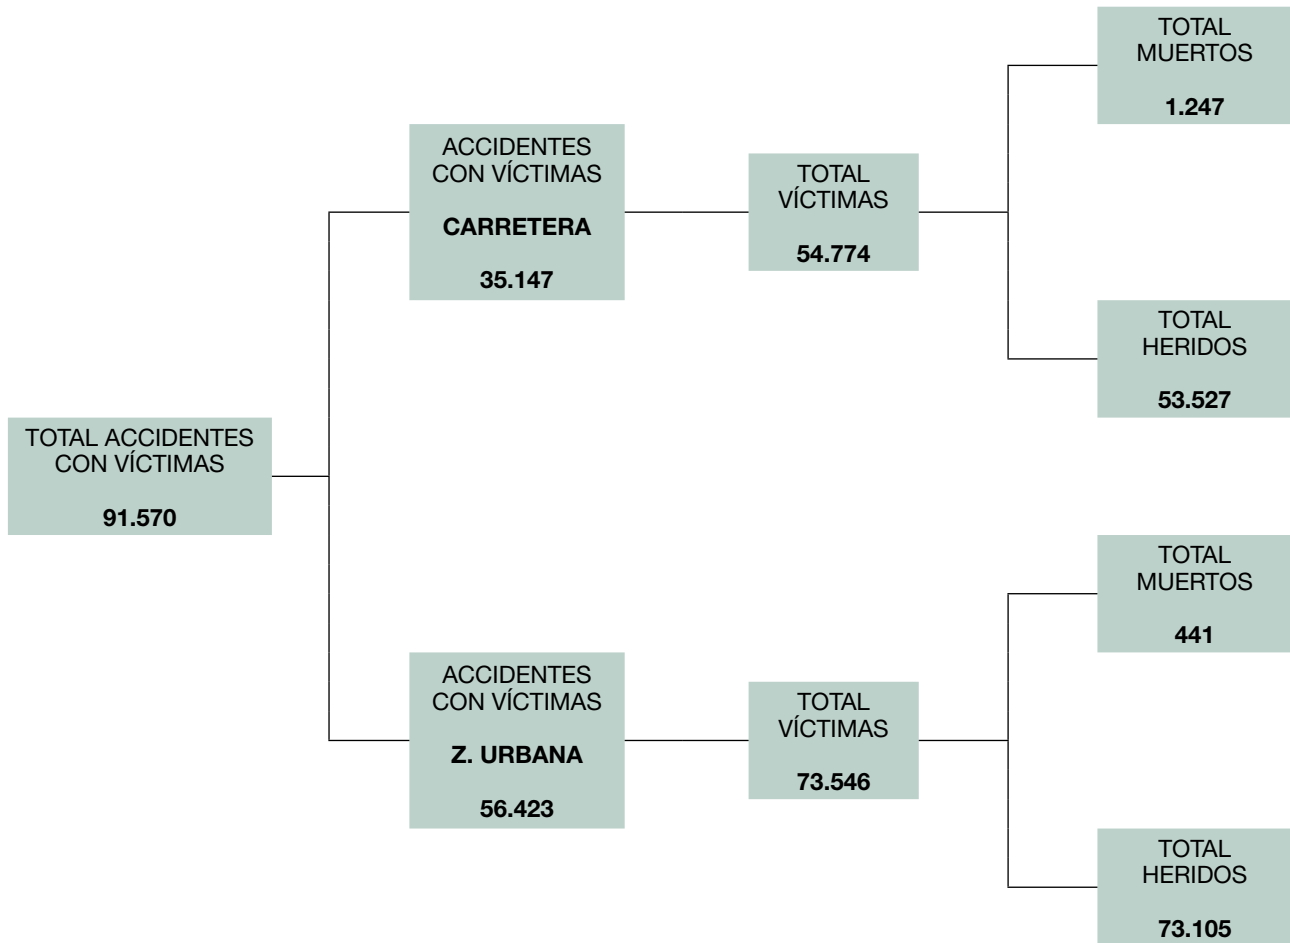 TOTAL ACCIDENTES
CON VÍCTIMAS
91.570
ACCIDENTES
CON VÍCTIMAS
CARRETERA
35.147
TOTAL
VÍCTIMAS
54.774
TOTAL
MUERTOS
1.247
TOTAL
HERIDOS
53.527
ACCIDENTES
CON VÍCTIMAS
Z. URBANA
56.423
TOTAL
VÍCTIMAS
73.546
TOTAL
MUERTOS
441
TOTAL
HERIDOS
73.105